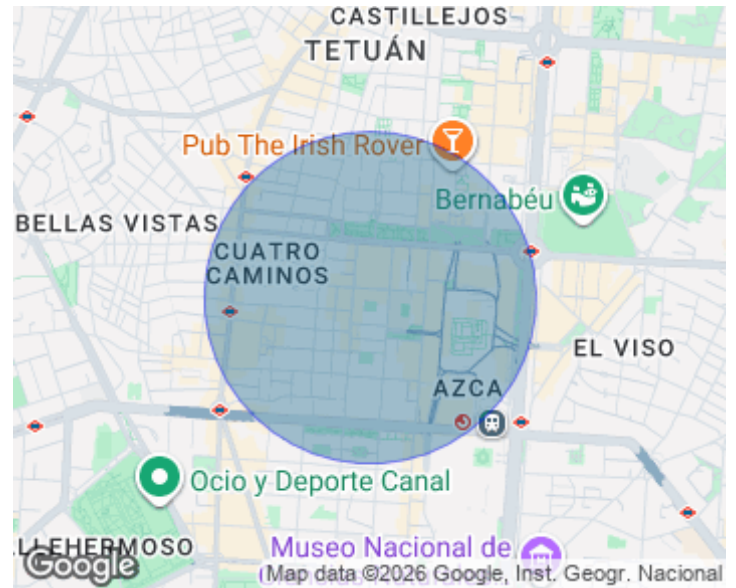 CASTILLEJOS
TETUÁN
Pub The Irish Rover
Bernabéu
BELLAS VISTAS
CUATRO
CAMINOS
EL VISO
AZCA
Ocio y Deporte Canal
LLEHERMOSO
Museo Nacional de
Google
Map data ©2026 Google, Inst. Geogr. Nacional